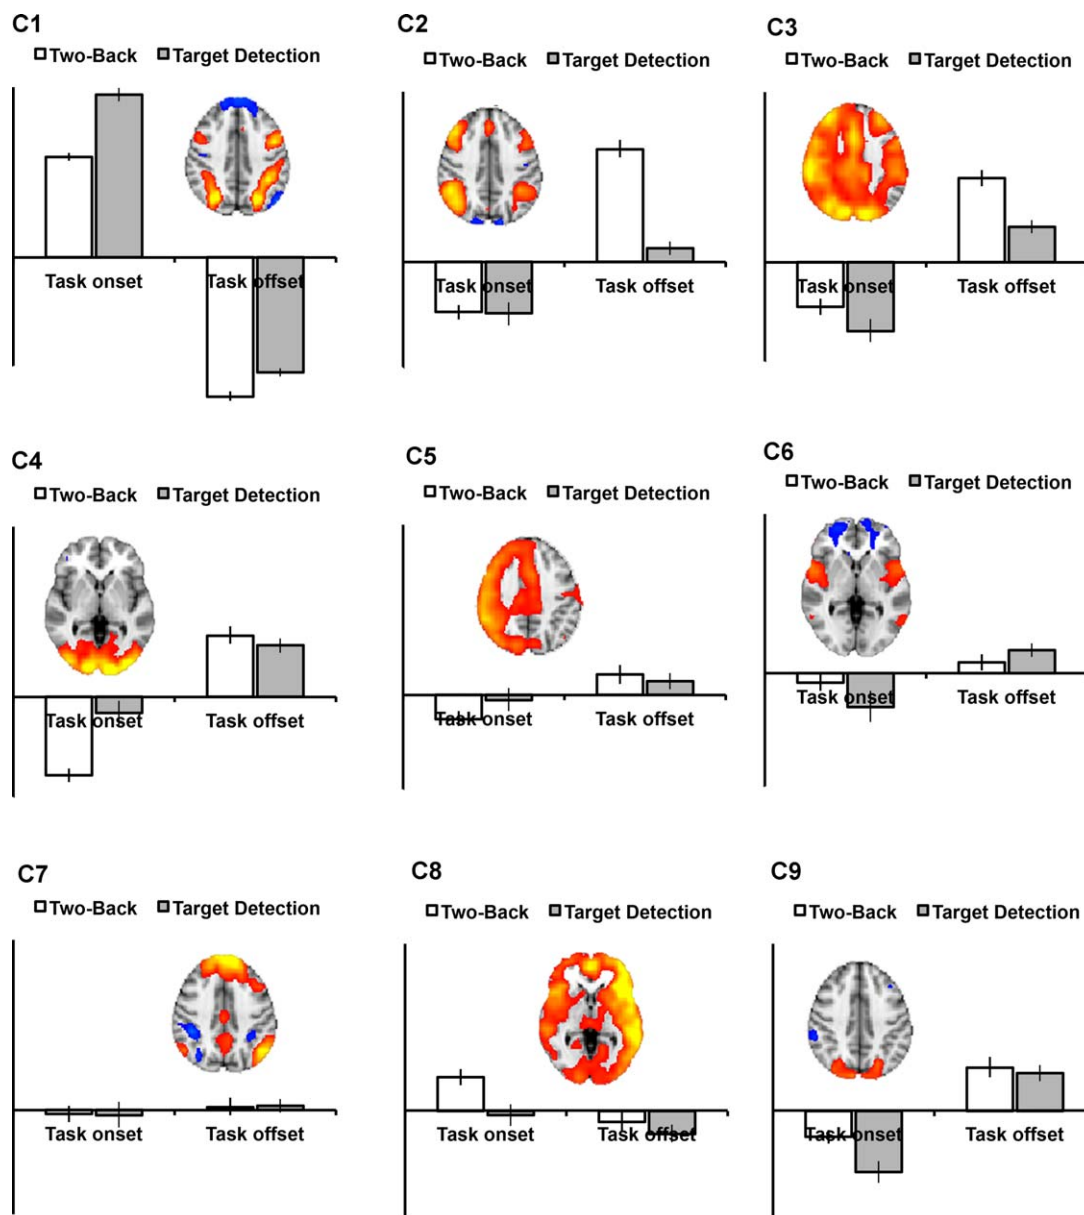 C1
Two-Back Target Detection
Task onset
Task offset
C2
Two-Back Target Detection
Task onset
Task offset
C3
Two-Back Target Detection
Task onset
Task offset
C4
Two-Back Target Detection
Task onset
Task offset
C5
Two-Back Target Detection
Task onset
Task offset
C6
Two-Back Target Detection
Task onset
Task offset
C7
Two-Back Target Detection
Task onset
Task offset
C8
Two-Back Target Detection
Task onset
Task offset
C9
Two-Back Target Detection
Task onset
Task offset